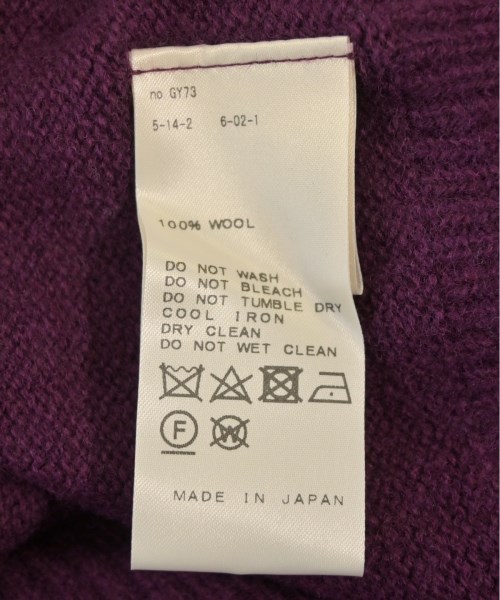 no GY73
5-14-2 6-02-1
100% WOOL
DO NOT WASH
DO NOT BLEACH
DO NOT TUMBLE DRY
COOL IRON
DRY CLEAN
DO NOT WET CLEAN
F W
MADE IN JAPAN